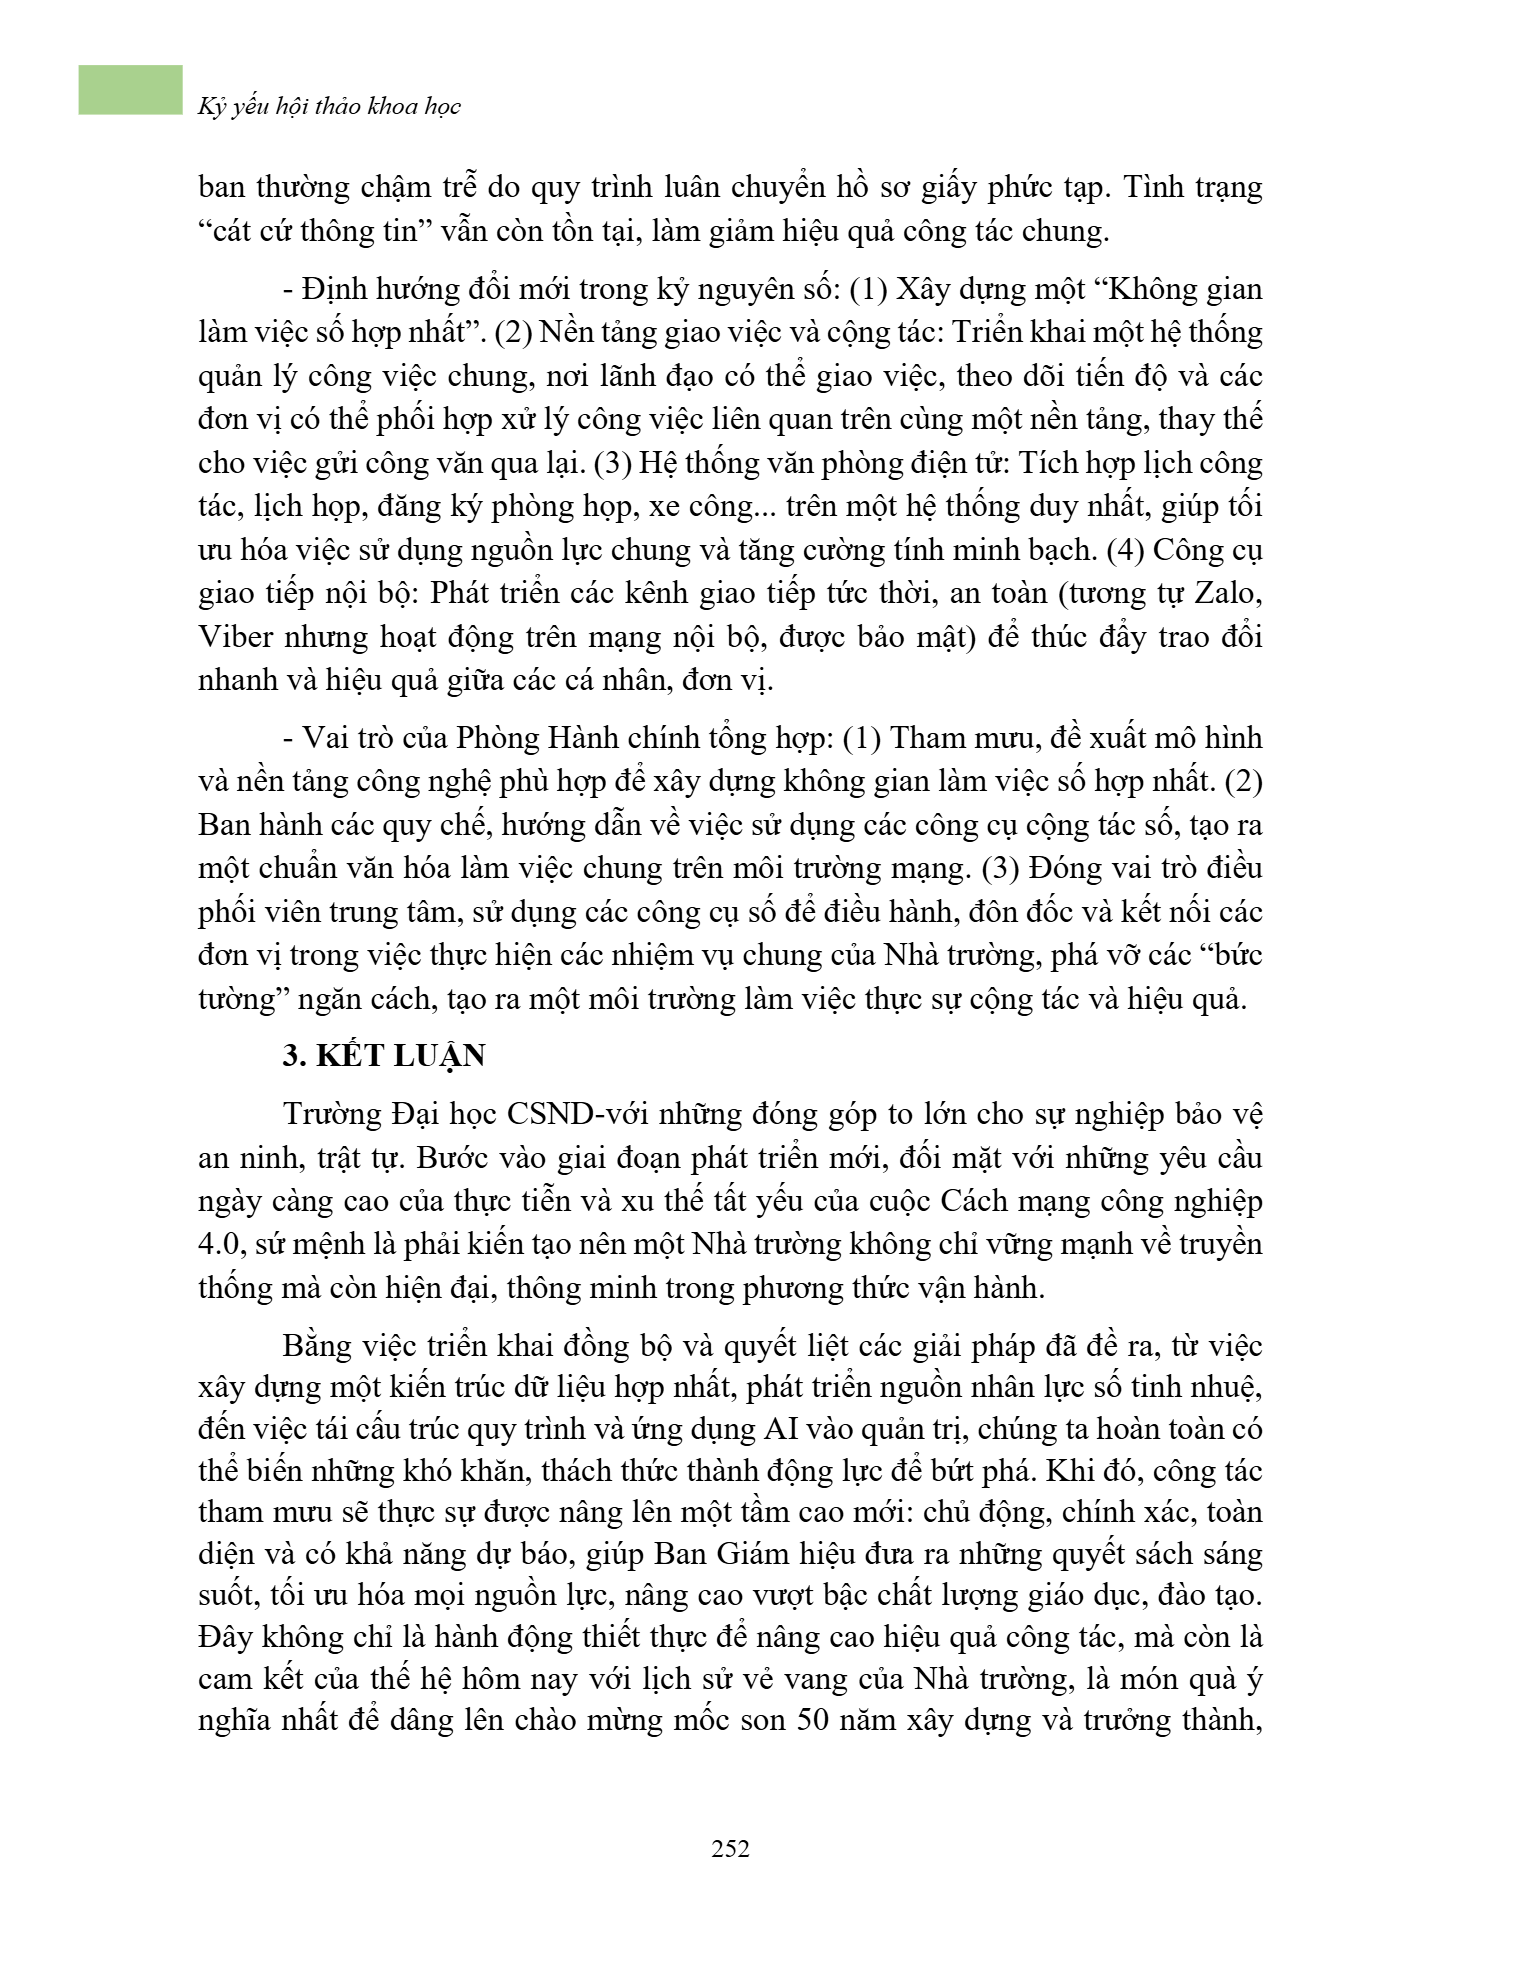 Kỷ yếu hội thảo khoa học
ban thường chậm trễ do quy trình luân chuyển hồ sơ giấy phức tạp. Tình trạng
“cát cứ thông tin” vẫn còn tồn tại, làm giảm hiệu quả công tác chung.
- Định hướng đổi mới trong kỷ nguyên số: (1) Xây dựng một “Không gian
làm việc số hợp nhất”. (2) Nền tảng giao việc và cộng tác: Triển khai một hệ thống
quản lý công việc chung, nơi lãnh đạo có thể giao việc, theo dõi tiến độ và các
đơn vị có thể phối hợp xử lý công việc liên quan trên cùng một nền tảng, thay thế
cho việc gửi công văn qua lại. (3) Hệ thống văn phòng điện tử: Tích hợp lịch công
tác, lịch họp, đăng ký phòng họp, xe công... trên một hệ thống duy nhất, giúp tối
ưu hóa việc sử dụng nguồn lực chung và tăng cường tính minh bạch. (4) Công cụ
giao tiếp nội bộ: Phát triển các kênh giao tiếp tức thời, an toàn (tương tự Zalo,
Viber nhưng hoạt động trên mạng nội bộ, được bảo mật) để thúc đẩy trao đổi
nhanh và hiệu quả giữa các cá nhân, đơn vị.
- Vai trò của Phòng Hành chính tổng hợp: (1) Tham mưu, đề xuất mô hình
và nền tảng công nghệ phù hợp để xây dựng không gian làm việc số hợp nhất. (2)
Ban hành các quy chế, hướng dẫn về việc sử dụng các công cụ cộng tác số, tạo ra
một chuẩn văn hóa làm việc chung trên môi trường mạng. (3) Đóng vai trò điều
phối viên trung tâm, sử dụng các công cụ số để điều hành, đôn đốc và kết nối các
đơn vị trong việc thực hiện các nhiệm vụ chung của Nhà trường, phá vỡ các “bức
tường” ngăn cách, tạo ra một môi trường làm việc thực sự cộng tác và hiệu quả.
3. KẾT LUẬN
Trường Đại học CSND-với những đóng góp to lớn cho sự nghiệp bảo vệ
an ninh, trật tự. Bước vào giai đoạn phát triển mới, đối mặt với những yêu cầu
ngày càng cao của thực tiễn và xu thế tất yếu của cuộc Cách mạng công nghiệp
4.0, sứ mệnh là phải kiến tạo nên một Nhà trường không chỉ vững mạnh về truyền
thống mà còn hiện đại, thông minh trong phương thức vận hành.
Bằng việc triển khai đồng bộ và quyết liệt các giải pháp đã đề ra, từ việc
xây dựng một kiến trúc dữ liệu hợp nhất, phát triển nguồn nhân lực số tinh nhuệ,
đến việc tái cấu trúc quy trình và ứng dụng AI vào quản trị, chúng ta hoàn toàn có
thể biến những khó khăn, thách thức thành động lực để bứt phá. Khi đó, công tác
tham mưu sẽ thực sự được nâng lên một tầm cao mới: chủ động, chính xác, toàn
diện và có khả năng dự báo, giúp Ban Giám hiệu đưa ra những quyết sách sáng
suốt, tối ưu hóa mọi nguồn lực, nâng cao vượt bậc chất lượng giáo dục, đào tạo.
Đây không chỉ là hành động thiết thực để nâng cao hiệu quả công tác, mà còn là
cam kết của thế hệ hôm nay với lịch sử vẻ vang của Nhà trường, là món quà ý
nghĩa nhất để dâng lên chào mừng mốc son 50 năm xây dựng và trưởng thành,
252